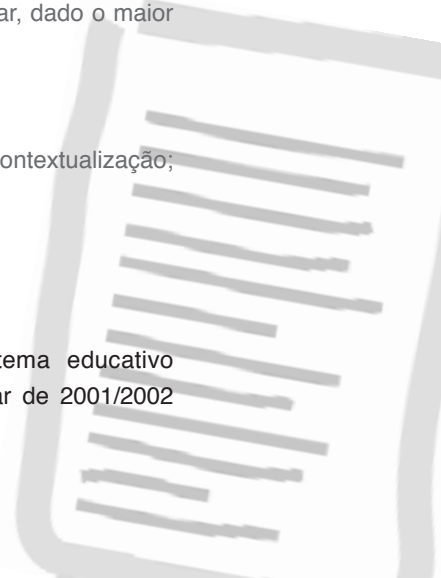 ar, dado o maior
ontextualização;
tema educativo
ar de 2001/2002